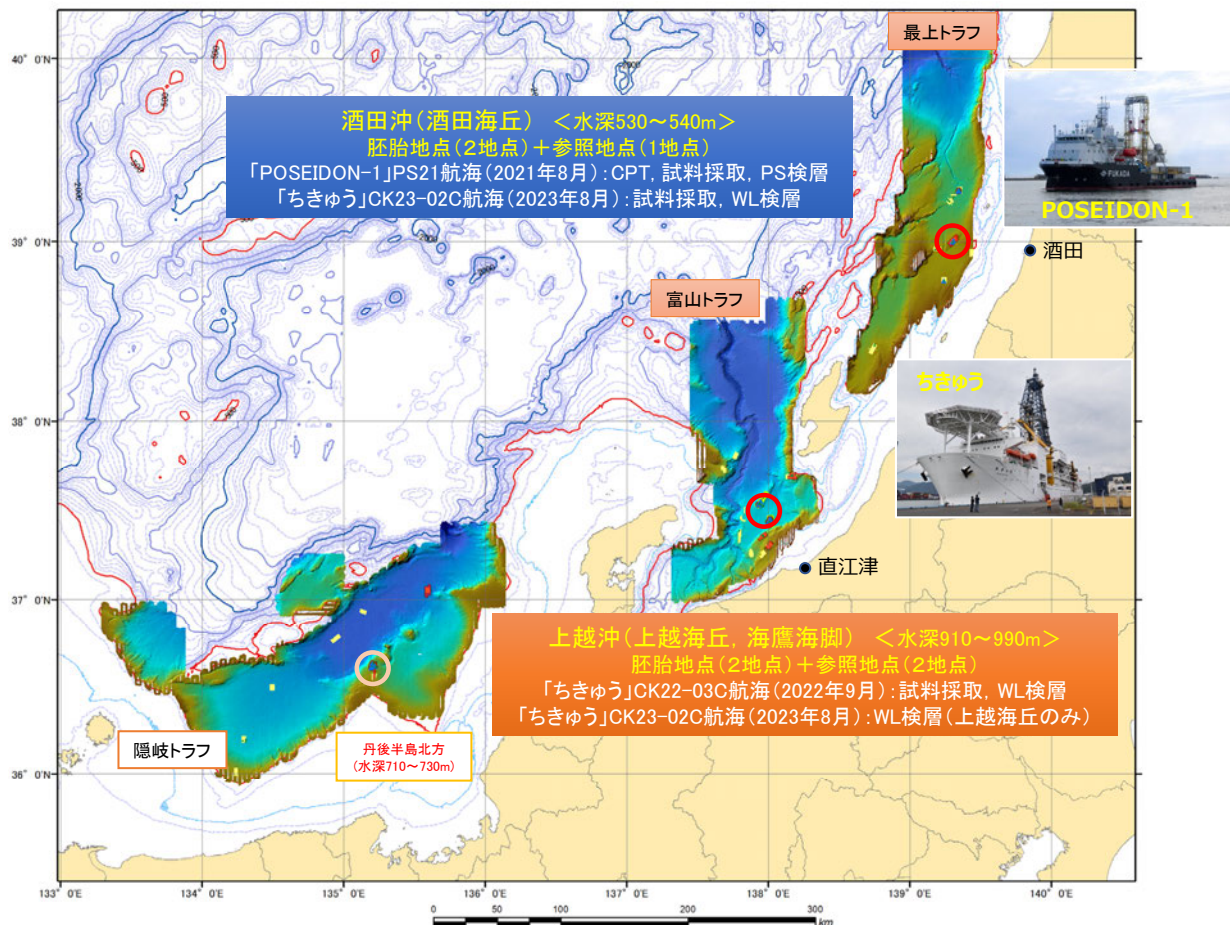 最上トラフ
40° 0'N
酒田沖(酒田海丘) <水深530~540m>
胚胎地点(2地点)+参照地点(1地点)
「POSEIDON-1」PS21航海(2021年8月):CPT, 試料採取, PS検層
「ちきゅう」CK23-02C航海(2023年8月):試料採取, WL検層
FUKADA
POSEIDON-1
39° 0'N
酒田
富山トラフ
ちきゅう
38° 0'N
直江津
37° 0'N
上越沖(上越海丘, 海鷹海脚) <水深910~990m>
胚胎地点(2地点)+参照地点(2地点)
「ちきゅう」CK22-03C航海(2022年9月):試料採取, WL検層
「ちきゅう」CK23-02C航海(2023年8月):WL検層(上越海丘のみ)
隠岐トラフ
丹後半島北方
(水深710~730m)
36° 0'N
133° 0'E
134° 0'E
135° 0'E
136° 0'E
137° 0'E
138° 0'E
139° 0'E
140° 0'E
0 50 100 200 300
km